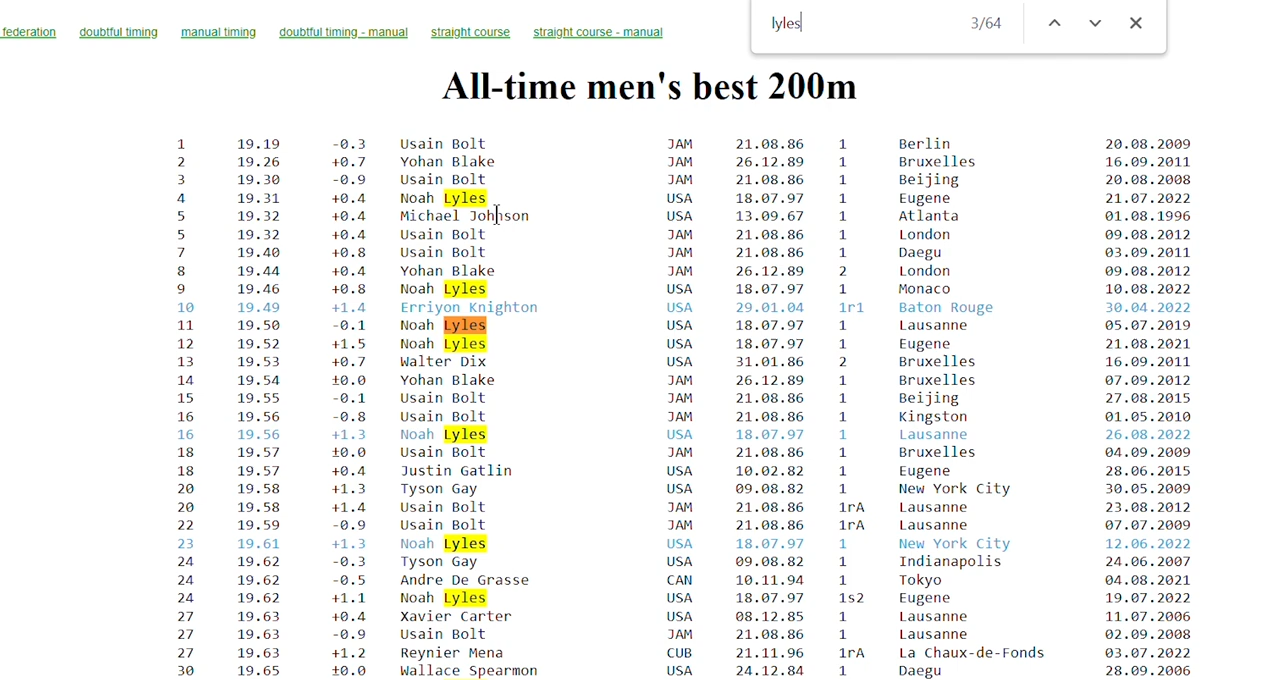 federation doubtful timing manual timing doubtful timing - manual straight course straight course - manual
lyles 3/64
All-time men's best 200m
1 19.19 -0.3 Usain Bolt JAM 21.08.86 1 Berlin 20.08.2009
2 19.26 +0.7 Yohan Blake JAM 26.12.89 1 Bruxelles 16.09.2011
3 19.30 -0.9 Usain Bolt JAM 21.08.86 1 Beijing 20.08.2008
4 19.31 +0.4 Noah Lyles USA 18.07.97 1 Eugene 21.07.2022
5 19.32 +0.4 Michael Johnson USA 13.09.67 1 Atlanta 01.08.1996
5 19.32 +0.4 Usain Bolt JAM 21.08.86 1 London 09.08.2012
7 19.40 +0.8 Usain Bolt JAM 21.08.86 1 Daegu 03.09.2011
8 19.44 +0.4 Yohan Blake JAM 26.12.89 2 London 09.08.2012
9 19.46 +0.8 Noah Lyles USA 18.07.97 1 Monaco 10.08.2022
10 19.49 +1.4 Erriyon Knighton USA 29.01.04 1r1 Baton Rouge 30.04.2022
11 19.50 -0.1 Noah Lyles USA 18.07.97 1 Lausanne 05.07.2019
12 19.52 +1.5 Noah Lyles USA 18.07.97 1 Eugene 21.08.2021
13 19.53 +0.7 Walter Dix USA 31.01.86 2 Bruxelles 16.09.2011
14 19.54 ±0.0 Yohan Blake JAM 26.12.89 1 Bruxelles 07.09.2012
15 19.55 -0.1 Usain Bolt JAM 21.08.86 1 Beijing 27.08.2015
16 19.56 -0.8 Usain Bolt JAM 21.08.86 1 Kingston 01.05.2010
16 19.56 +1.3 Noah Lyles USA 18.07.97 1 Lausanne 26.08.2022
18 19.57 ±0.0 Usain Bolt JAM 21.08.86 1 Bruxelles 04.09.2009
18 19.57 +0.4 Justin Gatlin USA 10.02.82 1 Eugene 28.06.2015
20 19.58 +1.3 Tyson Gay USA 09.08.82 1 New York City 30.05.2009
20 19.58 +1.4 Usain Bolt JAM 21.08.86 1rA Lausanne 23.08.2012
22 19.59 -0.9 Usain Bolt JAM 21.08.86 1rA Lausanne 07.07.2009
23 19.61 +1.3 Noah Lyles USA 18.07.97 1 New York City 12.06.2022
24 19.62 -0.3 Tyson Gay USA 09.08.82 1 Indianapolis 24.06.2007
24 19.62 -0.5 Andre De Grasse CAN 10.11.94 1 Tokyo 04.08.2021
24 19.62 +1.1 Noah Lyles USA 18.07.97 1s2 Eugene 19.07.2022
27 19.63 +0.4 Xavier Carter USA 08.12.85 1 Lausanne 11.07.2006
27 19.63 -0.9 Usain Bolt JAM 21.08.86 1 Lausanne 02.09.2008
27 19.63 +1.2 Reynier Mena CUB 21.11.96 1rA La Chaux-de-Fonds 03.07.2022
30 19.65 ±0.0 Wallace Spearmon USA 24.12.84 1 Daegu 28.09.2006